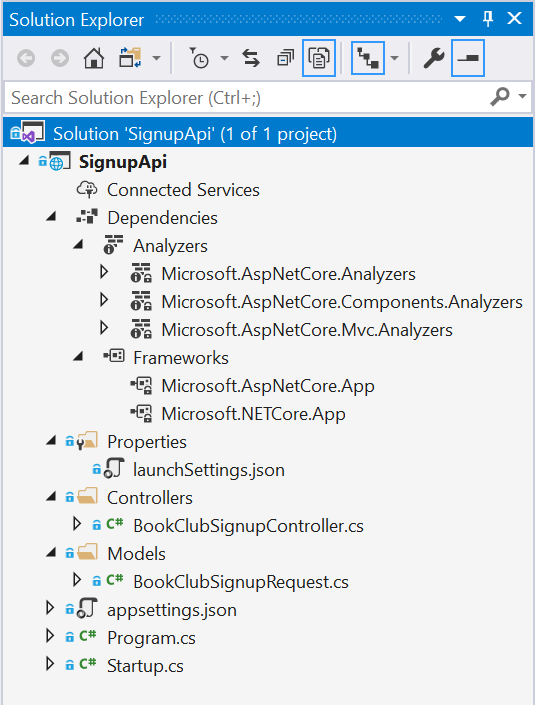 Solution Explorer
Search Solution Explorer (Ctrl+;)
Solution 'SignupApi' (1 of 1 project)
SignupApi
Connected Services
Dependencies
Analyzers
Microsoft.AspNetCore.Analyzers
Microsoft.AspNetCore.Components.Analyzers
Microsoft.AspNetCore.Mvc.Analyzers
Frameworks
Microsoft.AspNetCore.App
Microsoft.NETCore.App
Properties
launchSettings.json
Controllers
C# BookClubSignupController.cs
Models
C# BookClubSignupRequest.cs
appsettings.json
C# Program.cs
C# Startup.cs